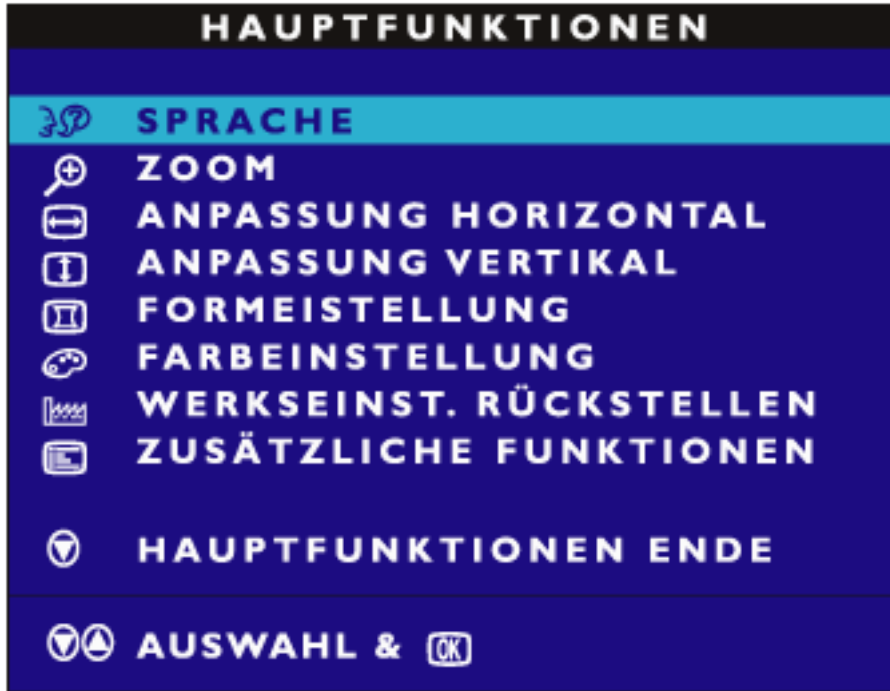 HAUPTFUNKTIONEN
SPRACHE
ZOOM
ANPASSUNG HORIZONTAL
ANPASSUNG VERTIKAL
FORMEISTELLUNG
FARBEINSTELLUNG
WERKSEINST. RÜCKSTELLEN
ZUSÄTZLICHE FUNKTIONEN
HAUPTFUNKTIONEN ENDE
AUSWAHL & OK